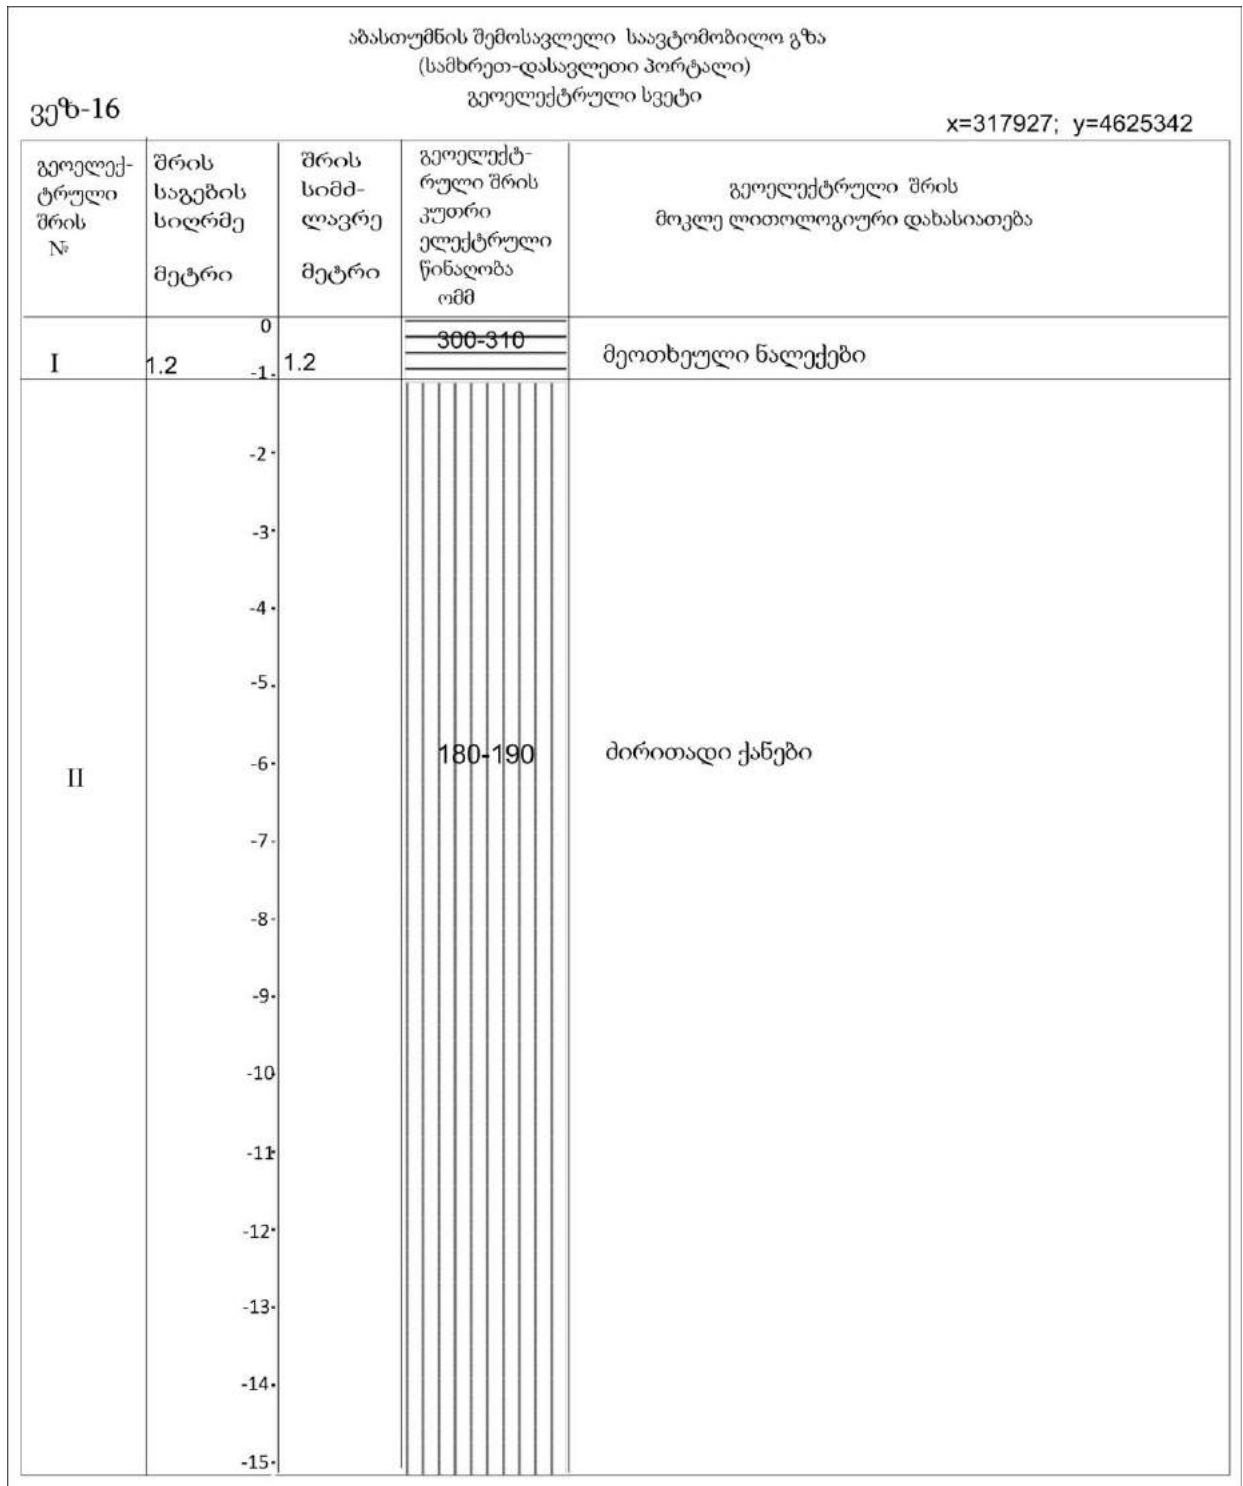 აბასთუმნის შემოსავლელი საავტომობილო გზა
(სამხრეთ-დასავლეთი პორტალი)
გეოელექტრული სვეტი
ვეზ-16
x=317927; y=4625342
გეოელექ-
ტრული
შრის
№
შრის
საგების
სიღრმე
მეტრი
შრის
სიმძ-
ლავრე
მეტრი
გეოელექტ-
რული შრის
კუთრი
ელექტრული
წინაღობა
ომმ
გეოელექტრული შრის
მოკლე ლითოლოგიური დახასიათება
I
1.2
0
-1
1.2
300-310
მეოთხეული ნალექები
-2
-3
-4
-5
-6
-7
-8
-9
-10
-11
-12
-13
-14
-15
II
180-190
ძირითადი ქანები